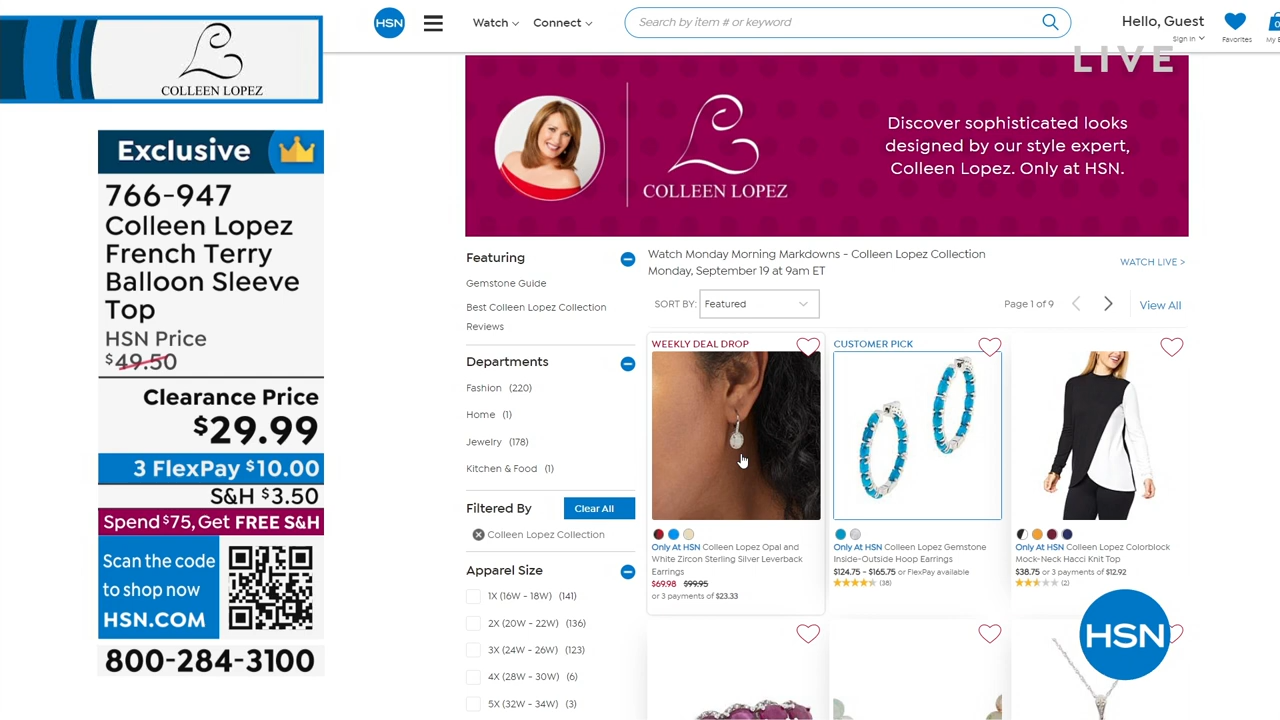 COLLEEN LOPEZ
Exclusive
766-947
Colleen Lopez
French Terry
Balloon Sleeve
Top
HSN Price
$49.50
Clearance Price
$29.99
3 FlexPay $10.00
S&H $3.50
Spend $75, Get FREE S&H
Scan the code
to shop now
HSN.COM
800-284-3100
HSN
Watch
Connect
Search by item # or keyword
Hello, Guest
Sign In
Favorites
0
LIVE
COLLEEN LOPEZ
Discover sophisticated looks
designed by our style expert,
Colleen Lopez. Only at HSN.
Featuring
Gemstone Guide
Best Colleen Lopez Collection
Reviews
Departments
Fashion (220)
Home (1)
Jewelry (178)
Kitchen & Food (1)
Filtered By
Clear All
Colleen Lopez Collection
Apparel Size
1X (16W - 18W) (141)
2X (20W - 22W) (136)
3X (24W - 26W) (123)
4X (28W - 30W) (6)
5X (32W - 34W) (3)
Watch Monday Morning Markdowns - Colleen Lopez Collection
Monday, September 19 at 9am ET
WATCH LIVE >
SORT BY: Featured
Page 1 of 9
View All
WEEKLY DEAL DROP
Only At HSN Colleen Lopez Opal and
White Zircon Sterling Silver Leverback
Earrings
$69.98 $99.95
or 3 payments of $23.33
CUSTOMER PICK
Only At HSN Colleen Lopez Gemstone
Inside-Outside Hoop Earrings
$124.75 - $165.75 or FlexPay available
(38)
Only At HSN Colleen Lopez Colorblock
Mock-Neck Hacci Knit Top
$38.75 or 3 payments of $12.92
(2)
HSN